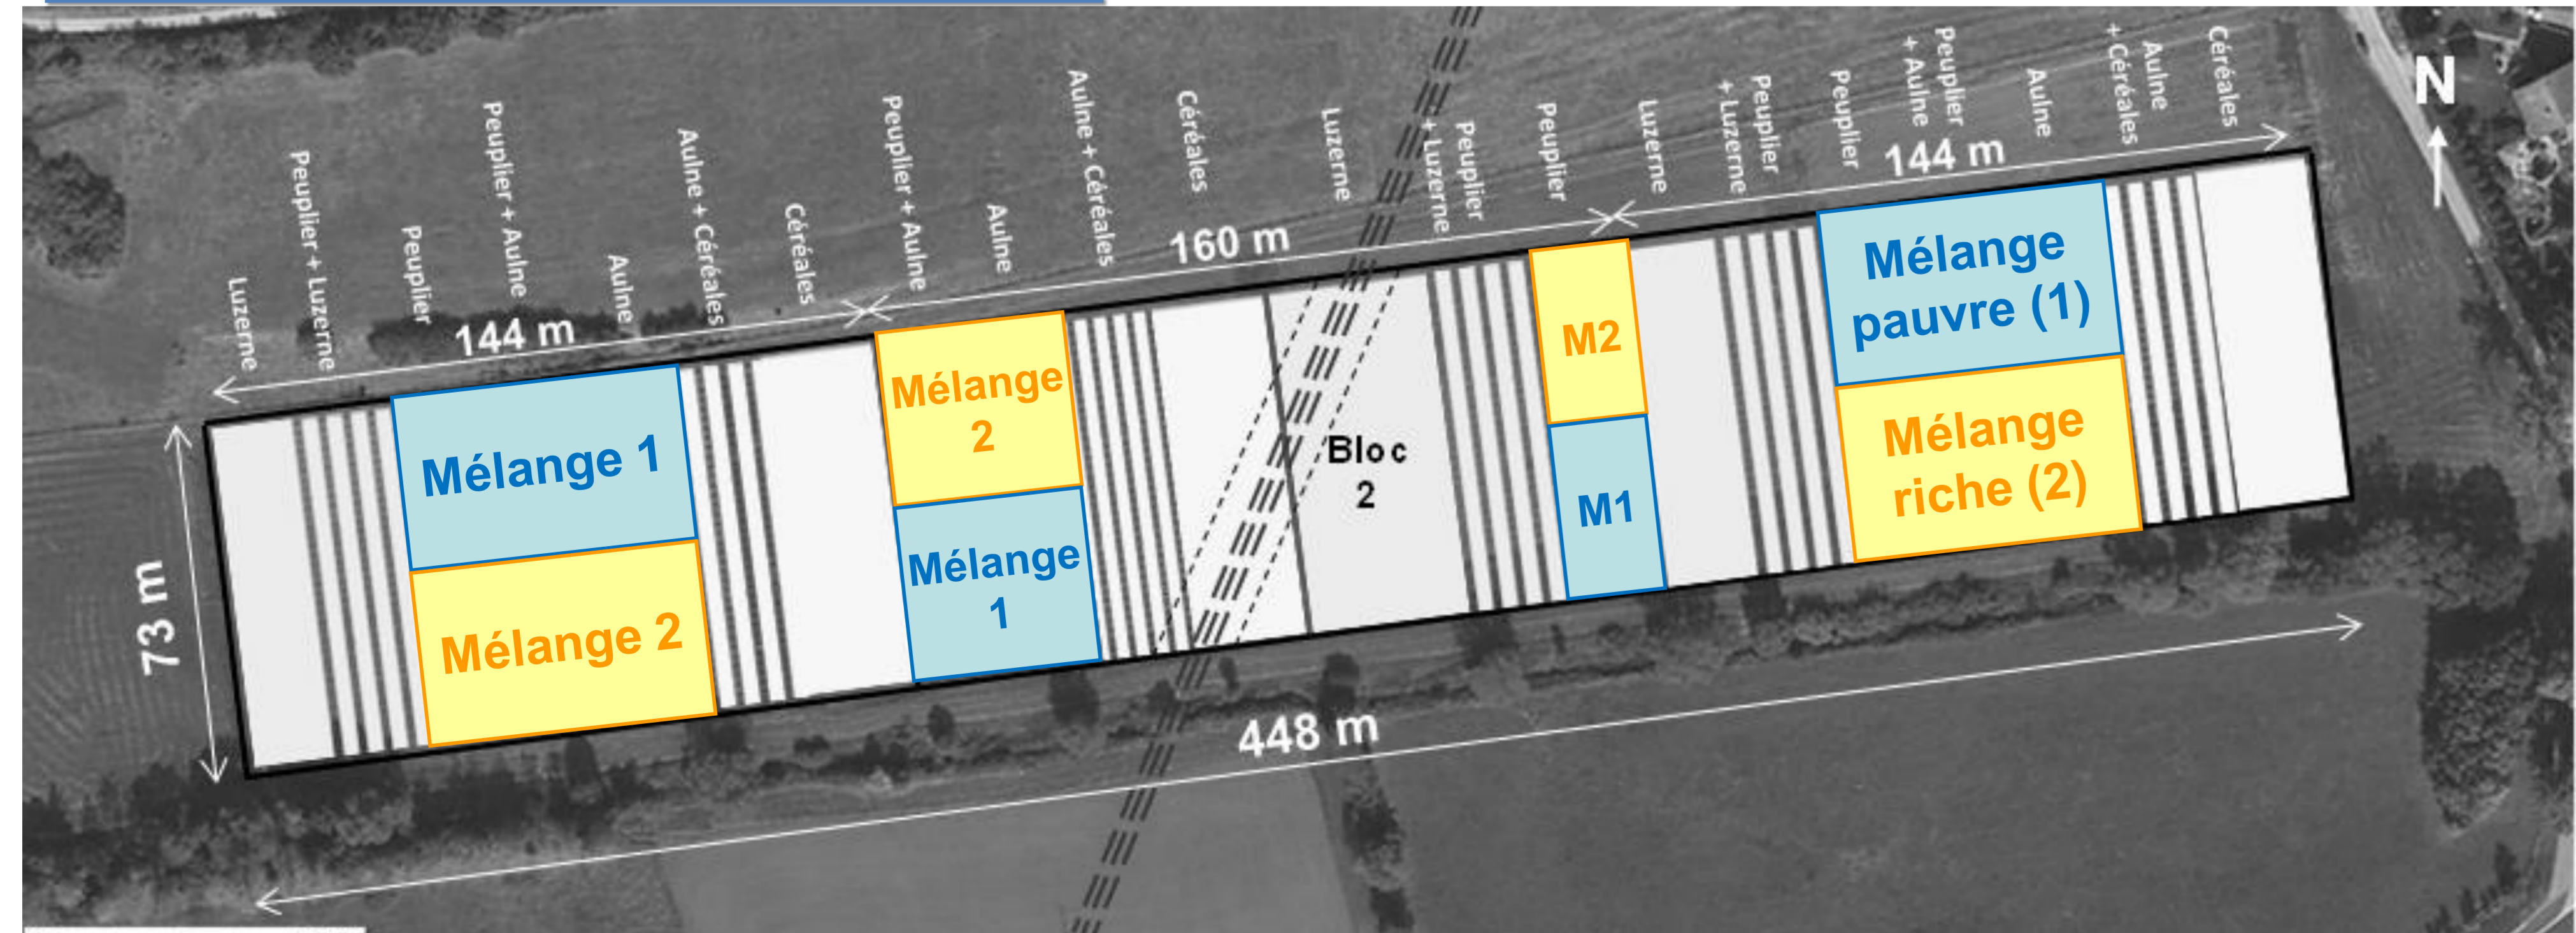 Luzerne
Peuplier + Luzerne
Peuplier
Peuplier + Aulne
Aulne
Aulne + Céréales
Céréales
Peuplier + Aulne
Aulne
Aulne + Céréales
Céréales
Luzerne
Peuplier
+ Luzerne
Peuplier
Luzerne
Peuplier
+ Luzerne
Peuplier
Peuplier
+ Aulne
Aulne
Aulne
+ Céréales
Céréales
N
144 m
160 m
144 m
73 m
448 m
Mélange 1
Mélange 2
Mélange
2
Mélange
1
Bloc
2
M2
M1
Mélange
pauvre (1)
Mélange
riche (2)